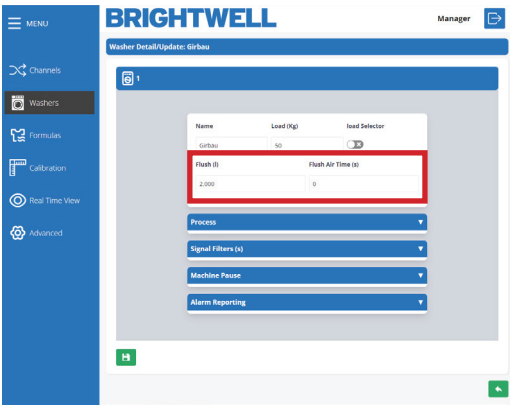 MENU
BRIGHTWELL
Manager
Washer Detail/Update: Girbau
Channels
Washers
Formulas
Calibration
Real Time View
Advanced
1
Name Load (Kg) load Selector
Girbau 50
Flush (l) Flush Air Time (s)
2.000 0
Process
Signal Filters (s)
Machine Pause
Alarm Reporting